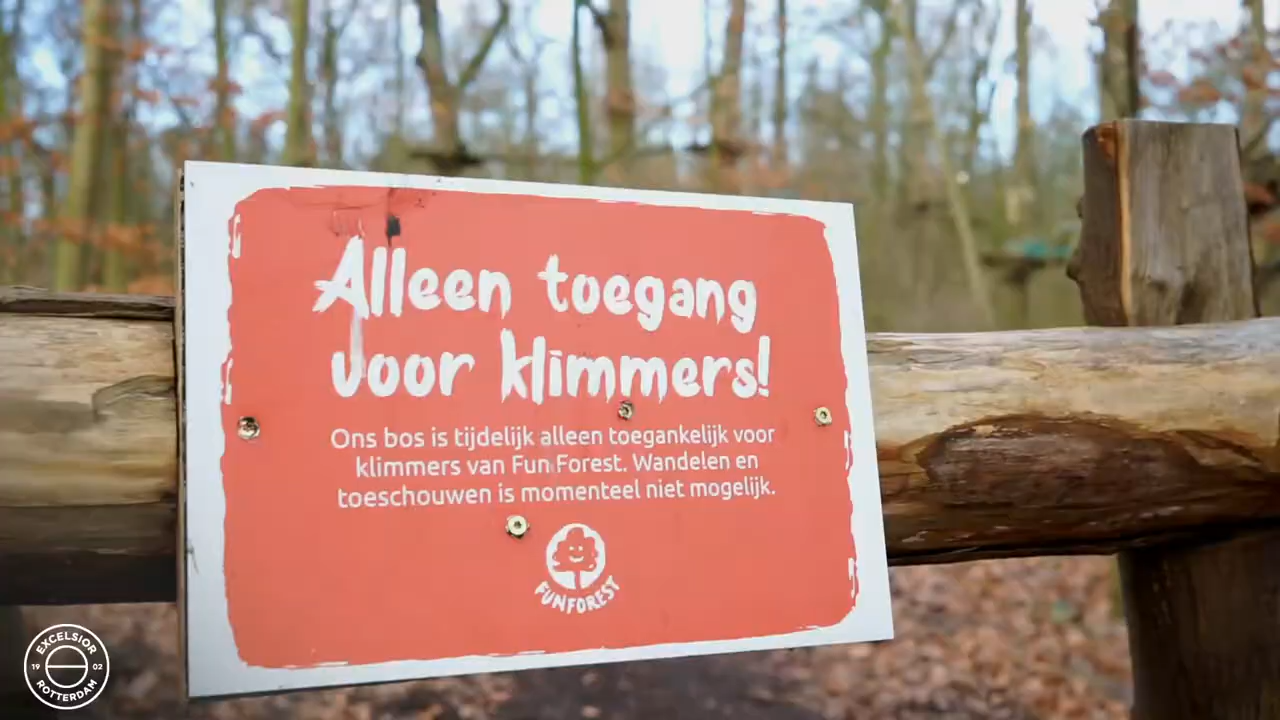 Alleen toegang
voor klimmers!
Ons bos is tijdelijk alleen toegankelijk voor
klimmers van Fun Forest. Wandelen en
toeschouwen is momenteel niet mogelijk.
FUNFOREST
EXCELSIOR
19 02
ROTTERDAM